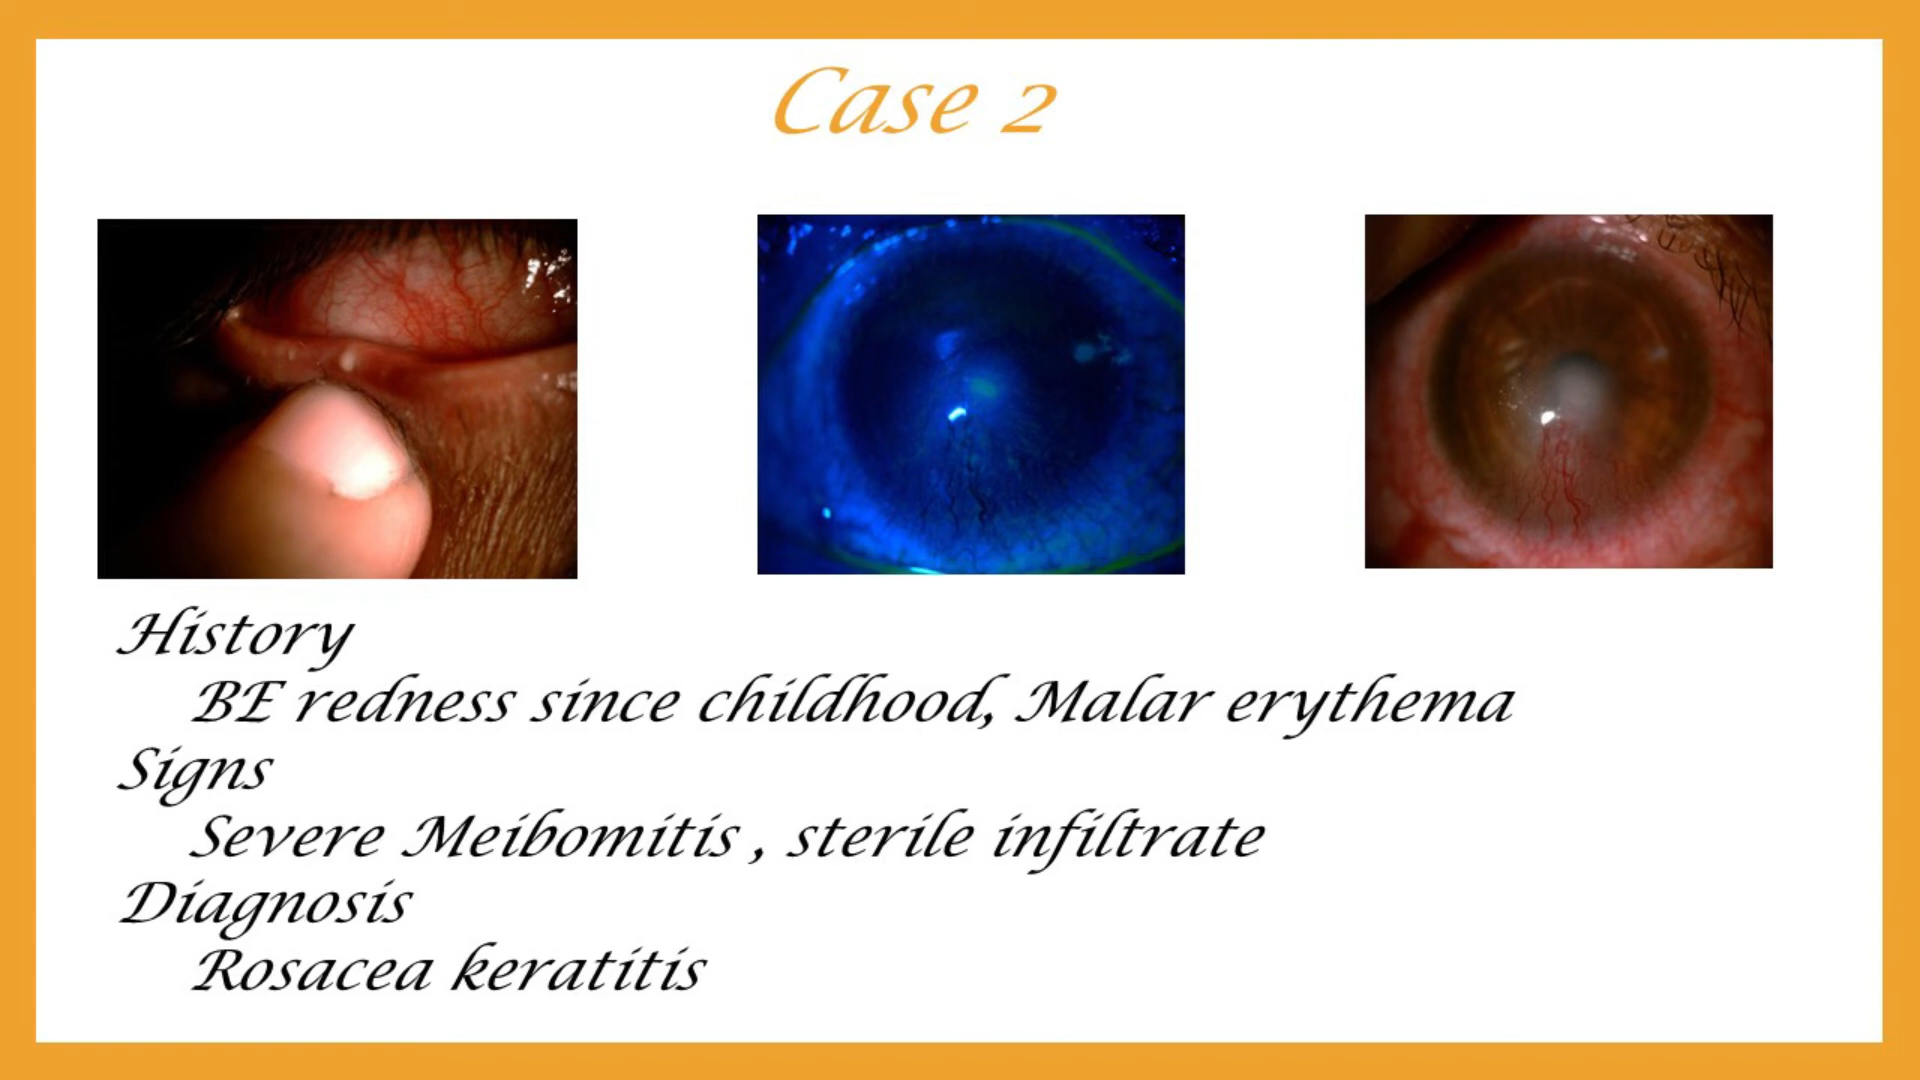 Case 2
History
BE redness since childhood, Malar erythema
Signs
Severe Meibomitis , sterile infiltrate
Diagnosis
Rosacea keratitis